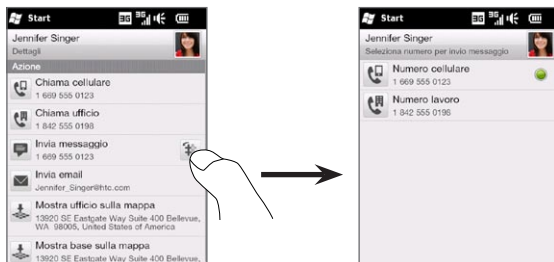 Start
Jennifer Singer
Dettagli
Azione
Chiama cellulare
1 669 555 0123
Chiama ufficio
1 842 555 0198
Invia messaggio
1 669 555 0123
Invia email
Jennifer_Singer@htc.com
Mostra ufficio sulla mappa
13920 SE Eastgate Way Suite 400 Bellevue,
WA 98005, United States of America
Mostra base sulla mappa
13920 SE Eastgate Way Suite 400 Bellevue,
Start
Jennifer Singer
Seleziona numero per invio messaggio
Numero cellulare
1 669 555 0123
Numero lavoro
1 842 555 0198